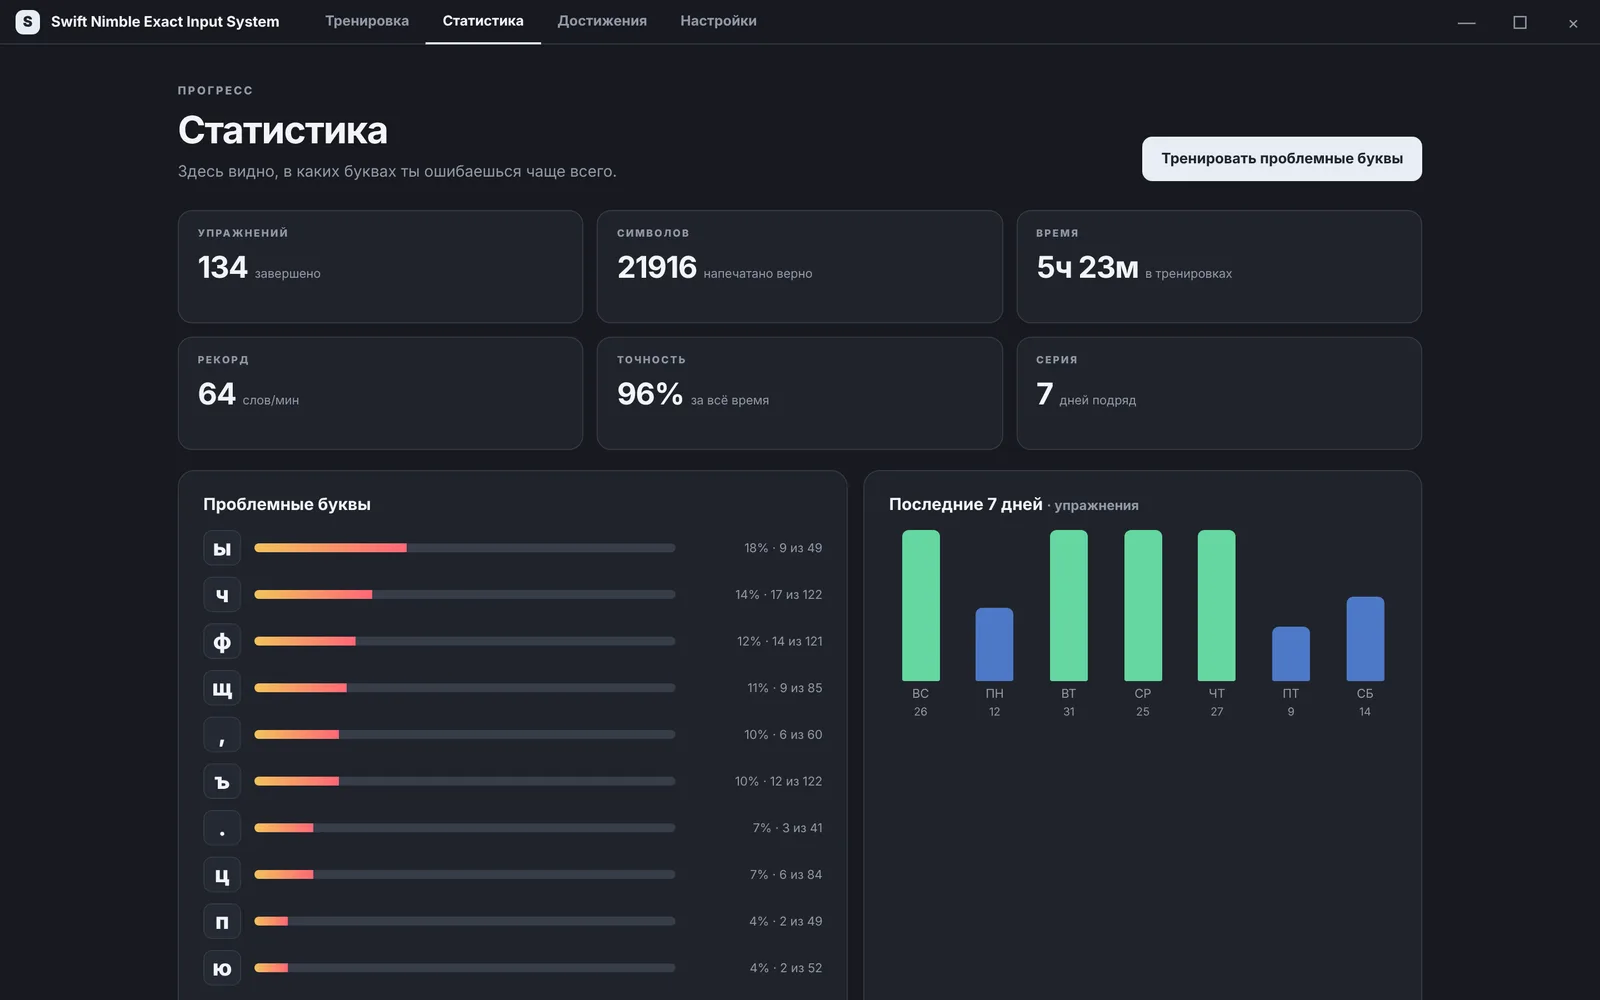 S Swift Nimble Exact Input System Тренировка Статистика Достижения Настройки
ПРОГРЕСС
Статистика
Здесь видно, в каких буквах ты ошибаешься чаще всего.
Тренировать проблемные буквы
УПРАЖНЕНИЙ
134 завершено
СИМВОЛОВ
21916 напечатано верно
ВРЕМЯ
5ч 23м в тренировках
РЕКОРД
64 слов/мин
ТОЧНОСТЬ
96% за всё время
СЕРИЯ
7 дней подряд
Проблемные буквы
ы 18% · 9 из 49
ч 14% · 17 из 122
ф 12% · 14 из 121
щ 11% · 9 из 85
, 10% · 6 из 60
ъ 10% · 12 из 122
. 7% · 3 из 41
ц 7% · 6 из 84
п 4% · 2 из 49
ю 4% · 2 из 52
Последние 7 дней · упражнения
ВС ПН ВТ СР ЧТ ПТ СБ
26 12 31 25 27 9 14